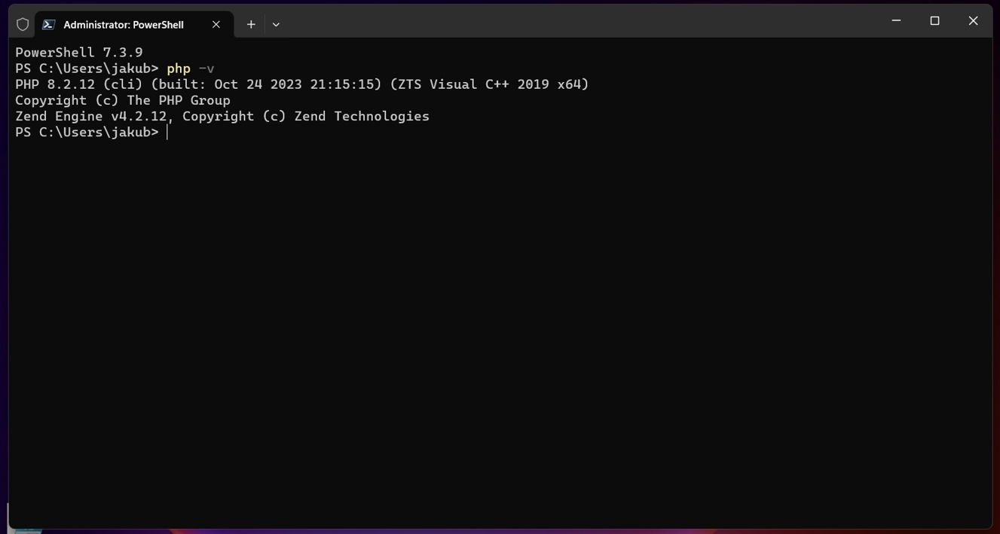 Administrator: PowerShell
PowerShell 7.3.9
PS C:\Users\jakub> php -v
PHP 8.2.12 (cli) (built: Oct 24 2023 21:15:15) (ZTS Visual C++ 2019 x64)
Copyright (c) The PHP Group
Zend Engine v4.2.12, Copyright (c) Zend Technologies
PS C:\Users\jakub>